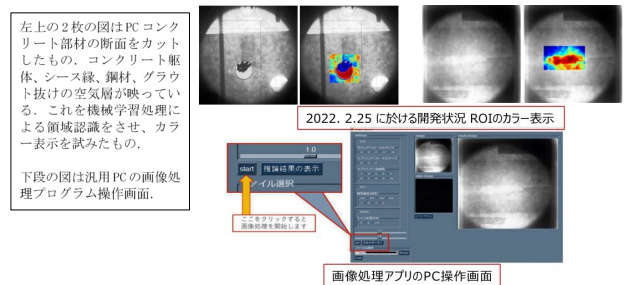 左上の２枚の図はPCコンク
リート部材の断面をカット
したもの．コンクリート躯
体、シース縁、鋼材、グラウ
ト抜けの空気層が映ってい
る．これを機械学習処理に
よる領域認識をさせ、カラ
ー表示を試みたもの．
下段の図は汎用PCの画像処
理プログラム操作画面．
2022. 2.25 に於ける開発状況 ROIのカラー表示
1.0
start 推論結果の表示
ァイル選択
ここをクリックすると
画像処理を開始します
画像処理アプリのPC操作画面